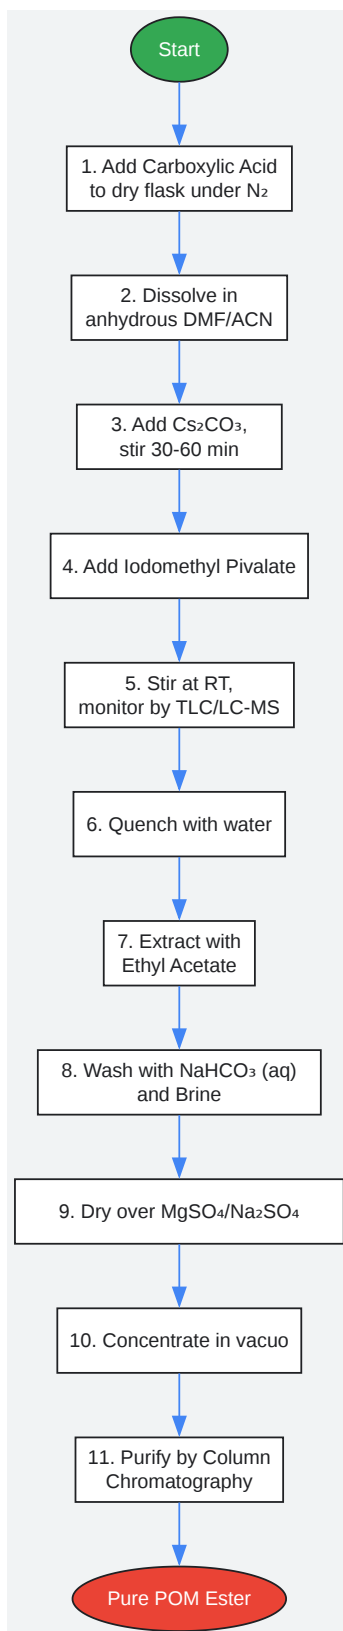 Start
1. Add Carboxylic Acid
to dry flask under N₂
2. Dissolve in
anhydrous DMF/ACN
3. Add Cs₂CO₃,
stir 30-60 min
4. Add Iodomethyl Pivalate
5. Stir at RT,
monitor by TLC/LC-MS
6. Quench with water
7. Extract with
Ethyl Acetate
8. Wash with NaHCO₃ (aq)
and Brine
9. Dry over MgSO₄/Na₂SO₄
10. Concentrate in vacuo
11. Purify by Column
Chromatography
Pure POM Ester